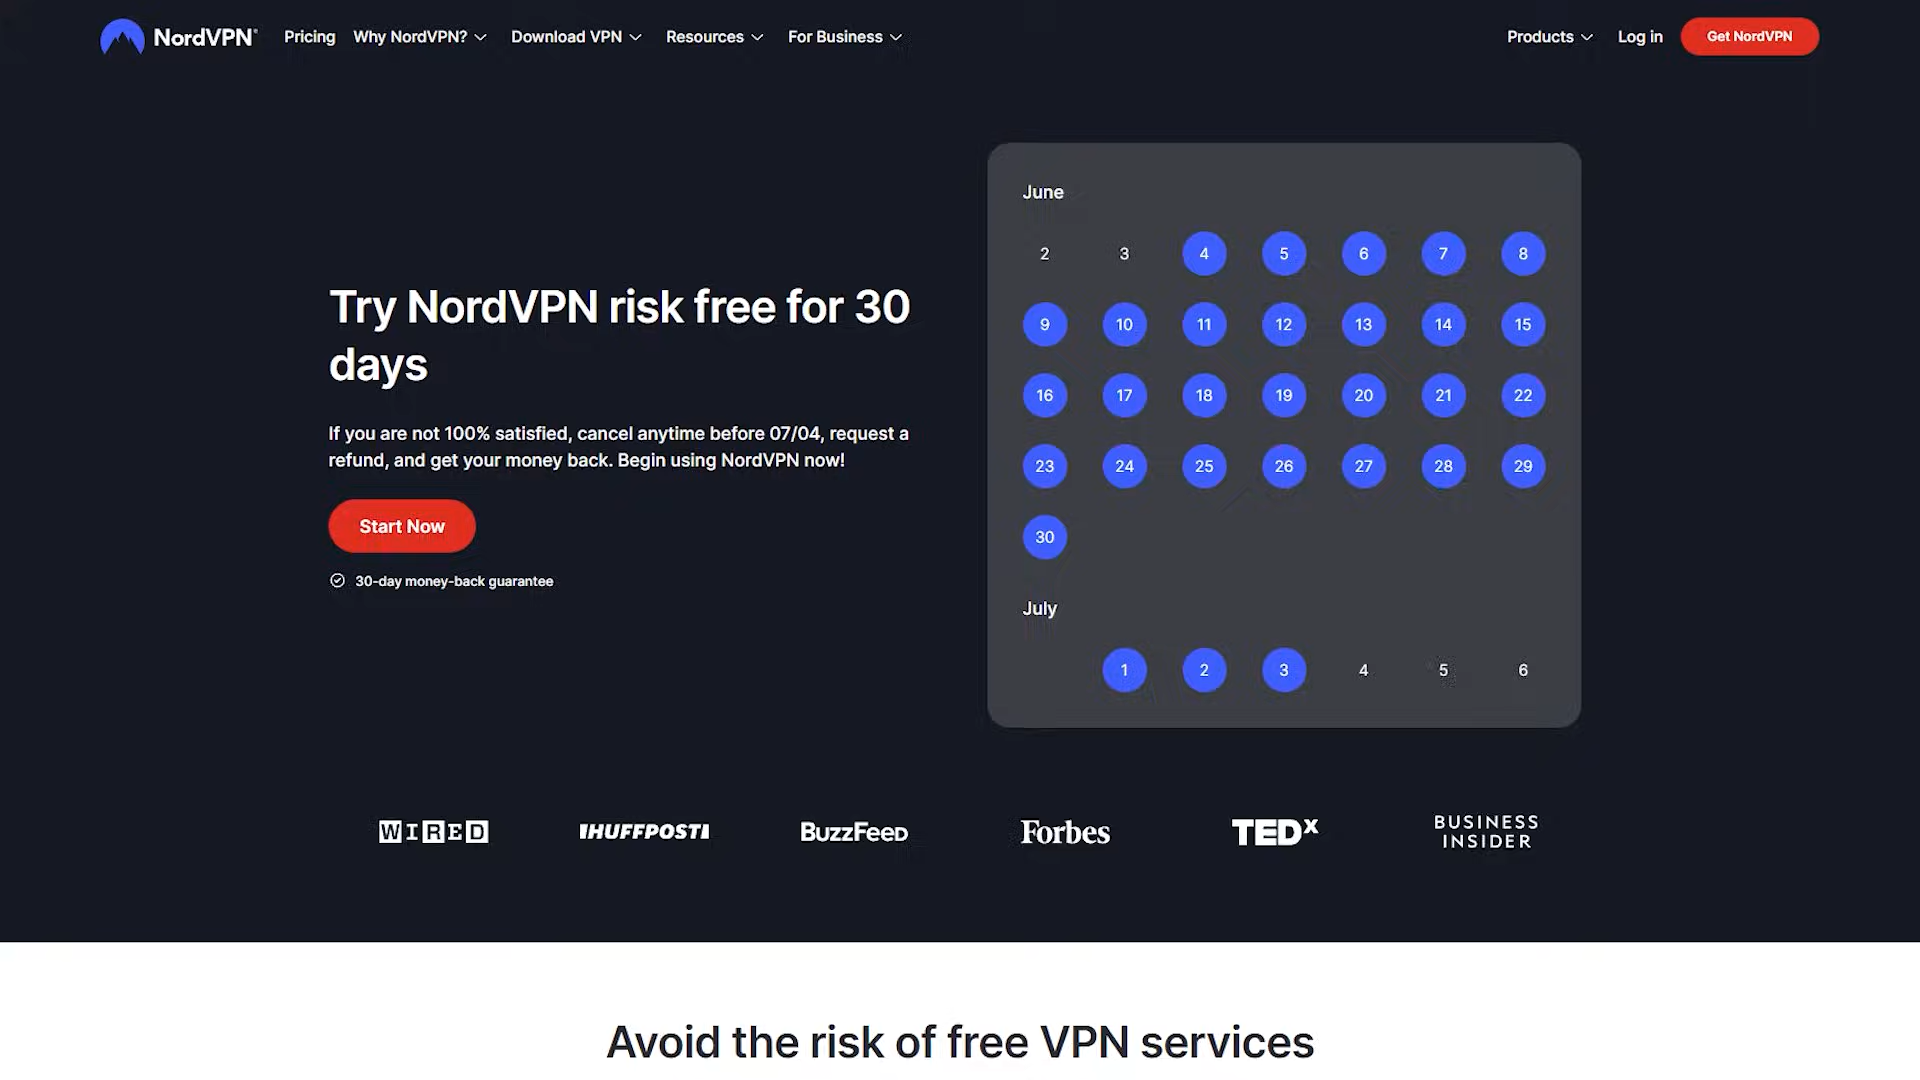 NordVPN®
Pricing
Why NordVPN?
Download VPN
Resources
For Business
Products
Log in
Get NordVPN
Try NordVPN risk free for 30
days
If you are not 100% satisfied, cancel anytime before 07/04, request a
refund, and get your money back. Begin using NordVPN now!
Start Now
30-day money-back guarantee
June
2 3 4 5 6 7 8
9 10 11 12 13 14 15
16 17 18 19 20 21 22
23 24 25 26 27 28 29
30
July
1 2 3 4 5 6
WIRED
HUFFPOST
BuzzFeed
Forbes
TEDx
BUSINESS
INSIDER
Avoid the risk of free VPN services